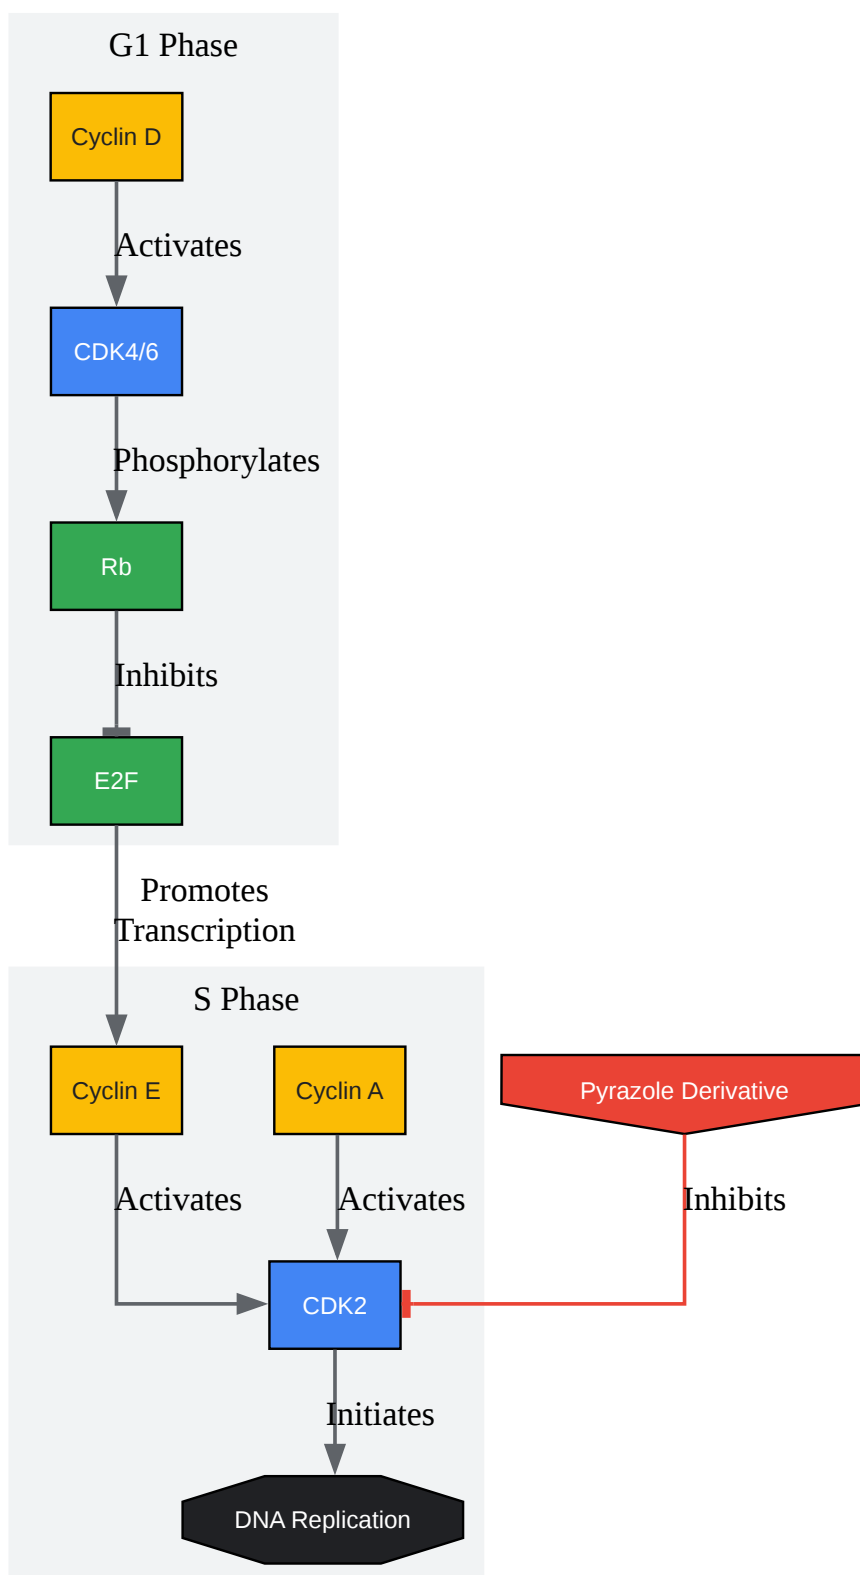 G1 Phase
Cyclin D
Activates
CDK4/6
Phosphorylates
Rb
Inhibits
E2F
Promotes
Transcription
S Phase
Cyclin E
Cyclin A
Pyrazole Derivative
Activates
Activates
Inhibits
CDK2
Initiates
DNA Replication